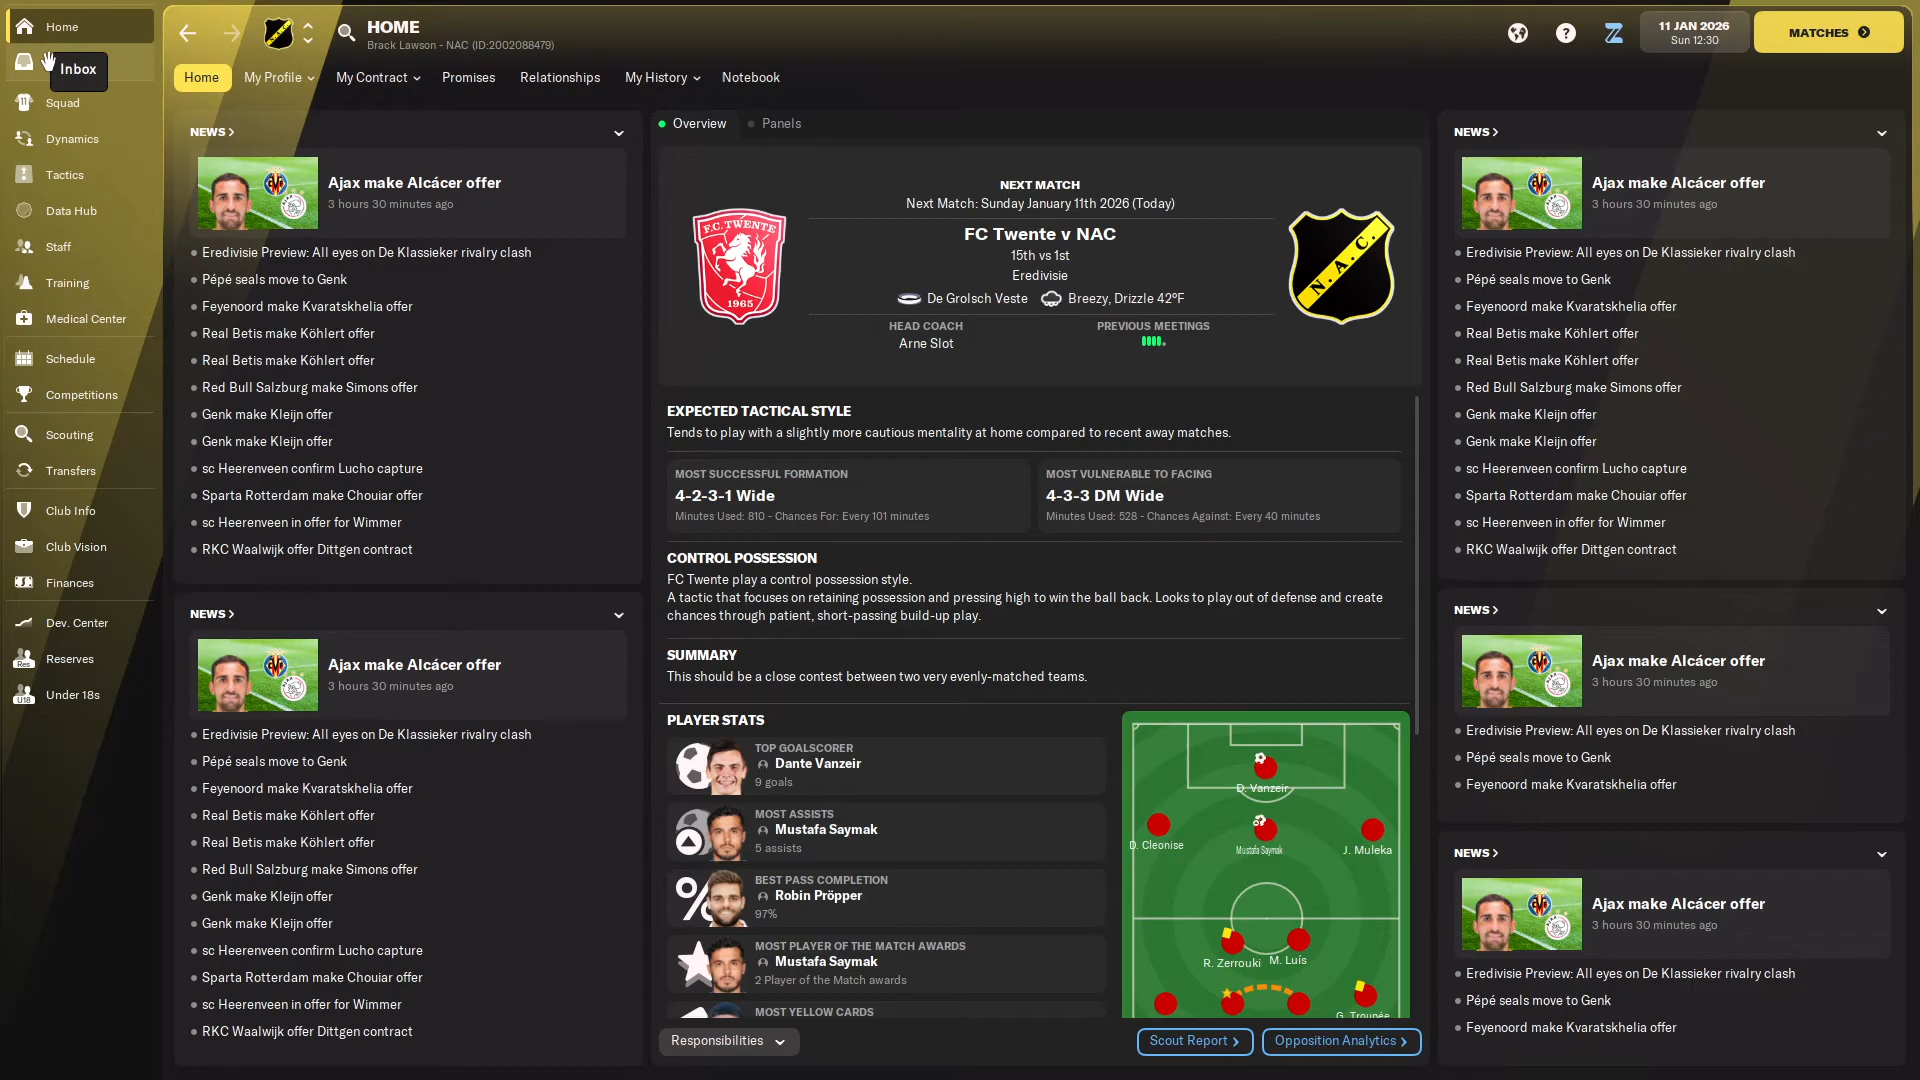 Home
Inbox
Squad
Dynamics
Tactics
Data Hub
Staff
Training
Medical Center
Schedule
Competitions
Scouting
Transfers
Club Info
Club Vision
Finances
Dev. Center
Reserves
Under 18s
Res
U18
HOME
Brack Lawson - NAC (ID:2002088479)
11 JAN 2026
Sun 12:30
MATCHES
Home
My Profile
My Contract
Promises
Relationships
My History
Notebook
NEWS >
Ajax make Alcácer offer
3 hours 30 minutes ago
Eredivisie Preview: All eyes on De Klassieker rivalry clash
Pépé seals move to Genk
Feyenoord make Kvaratskhelia offer
Real Betis make Köhlert offer
Real Betis make Köhlert offer
Red Bull Salzburg make Simons offer
Genk make Kleijn offer
Genk make Kleijn offer
sc Heerenveen confirm Lucho capture
Sparta Rotterdam make Chouiar offer
sc Heerenveen in offer for Wimmer
RKC Waalwijk offer Dittgen contract
NEWS >
Ajax make Alcácer offer
3 hours 30 minutes ago
Eredivisie Preview: All eyes on De Klassieker rivalry clash
Pépé seals move to Genk
Feyenoord make Kvaratskhelia offer
Real Betis make Köhlert offer
Real Betis make Köhlert offer
Red Bull Salzburg make Simons offer
Genk make Kleijn offer
Genk make Kleijn offer
sc Heerenveen confirm Lucho capture
Sparta Rotterdam make Chouiar offer
sc Heerenveen in offer for Wimmer
RKC Waalwijk offer Dittgen contract
Overview
Panels
F.C. TWENTE
1965
N.A.C.
NEXT MATCH
Next Match: Sunday January 11th 2026 (Today)
FC Twente v NAC
15th vs 1st
Eredivisie
De Grolsch Veste
Breezy, Drizzle 42ºF
HEAD COACH
Arne Slot
PREVIOUS MEETINGS
EXPECTED TACTICAL STYLE
Tends to play with a slightly more cautious mentality at home compared to recent away matches.
MOST SUCCESSFUL FORMATION
4-2-3-1 Wide
Minutes Used: 810 - Chances For: Every 101 minutes
MOST VULNERABLE TO FACING
4-3-3 DM Wide
Minutes Used: 528 - Chances Against: Every 40 minutes
CONTROL POSSESSION
FC Twente play a control possession style.
A tactic that focuses on retaining possession and pressing high to win the ball back. Looks to play out of defense and create
chances through patient, short-passing build-up play.
SUMMARY
This should be a close contest between two very evenly-matched teams.
PLAYER STATS
TOP GOALSCORER
Dante Vanzeir
9 goals
MOST ASSISTS
Mustafa Saymak
5 assists
BEST PASS COMPLETION
Robin Pröpper
97%
MOST PLAYER OF THE MATCH AWARDS
Mustafa Saymak
2 Player of the Match awards
MOST YELLOW CARDS
D. Vanzeir
D. Cleonise
Mustafa Saymak
J. Muleka
R. Zerrouki
M. Luís
G. Troupée
Responsibilities
Scout Report >
Opposition Analytics >
NEWS >
Ajax make Alcácer offer
3 hours 30 minutes ago
Eredivisie Preview: All eyes on De Klassieker rivalry clash
Pépé seals move to Genk
Feyenoord make Kvaratskhelia offer
Real Betis make Köhlert offer
Real Betis make Köhlert offer
Red Bull Salzburg make Simons offer
Genk make Kleijn offer
Genk make Kleijn offer
sc Heerenveen confirm Lucho capture
Sparta Rotterdam make Chouiar offer
sc Heerenveen in offer for Wimmer
RKC Waalwijk offer Dittgen contract
NEWS >
Ajax make Alcácer offer
3 hours 30 minutes ago
Eredivisie Preview: All eyes on De Klassieker rivalry clash
Pépé seals move to Genk
Feyenoord make Kvaratskhelia offer
NEWS >
Ajax make Alcácer offer
3 hours 30 minutes ago
Eredivisie Preview: All eyes on De Klassieker rivalry clash
Pépé seals move to Genk
Feyenoord make Kvaratskhelia offer